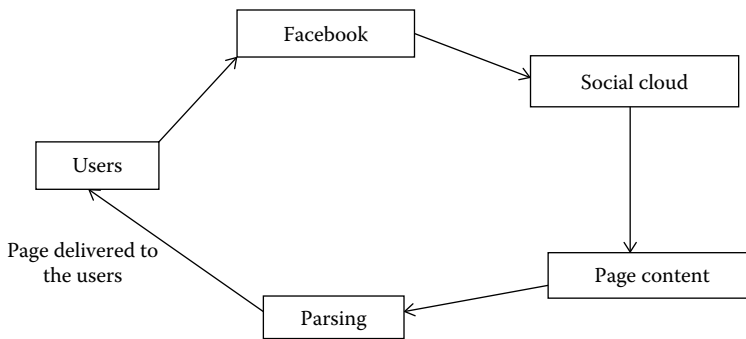 Facebook
Social cloud
Users
Page delivered to
the users
Page content
Parsing